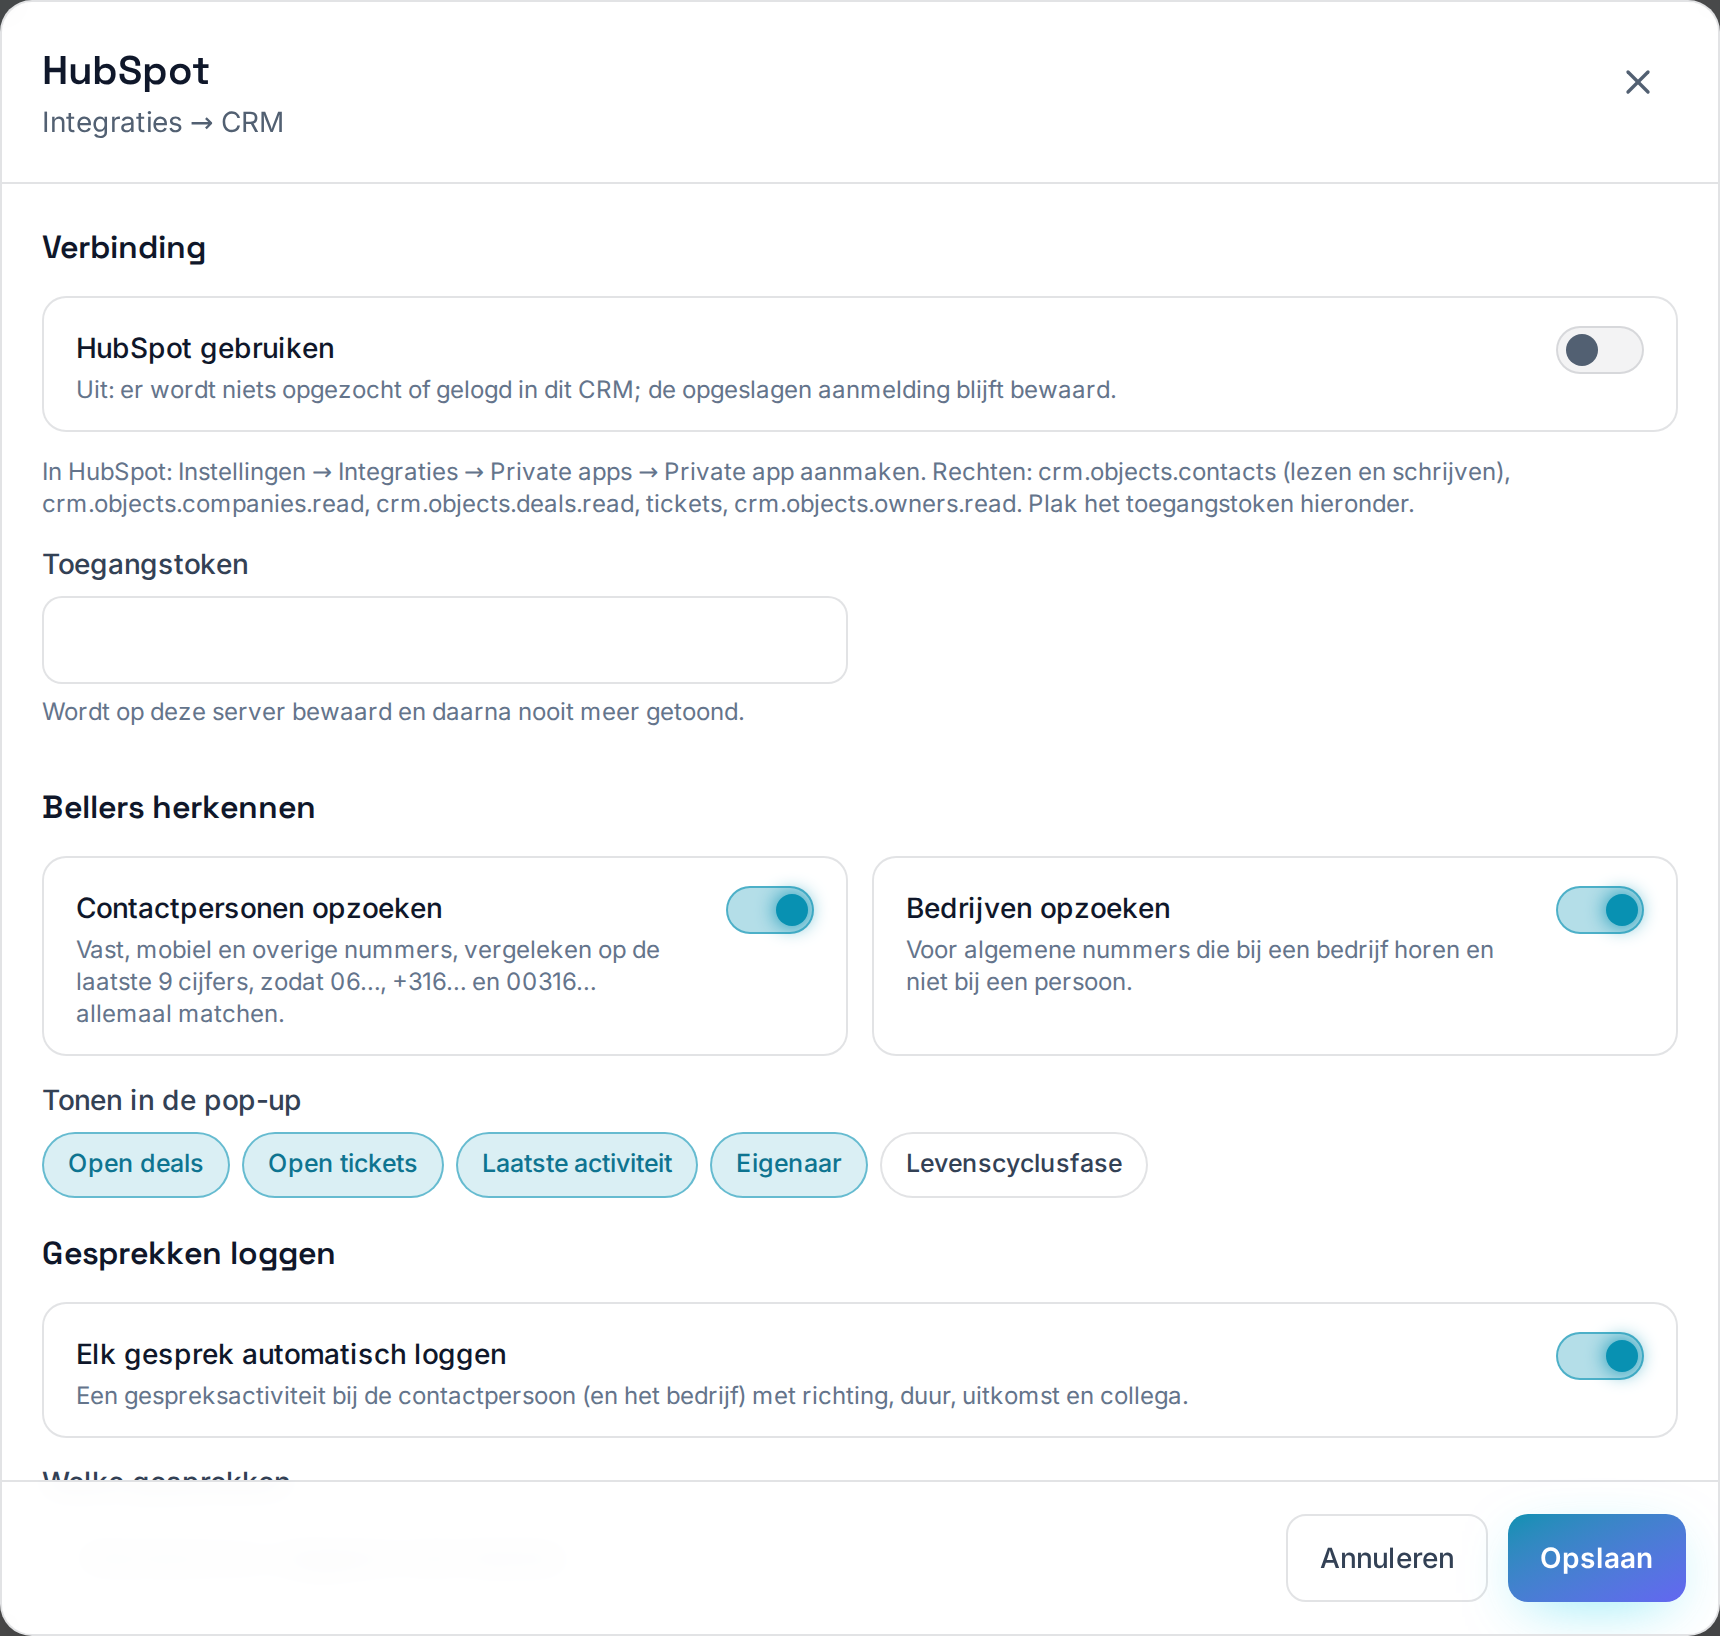 HubSpot
Integraties → CRM
Verbinding
HubSpot gebruiken
Uit: er wordt niets opgezocht of gelogd in dit CRM; de opgeslagen aanmelding blijft bewaard.
In HubSpot: Instellingen → Integraties → Private apps → Private app aanmaken. Rechten: crm.objects.contacts (lezen en schrijven),
crm.objects.companies.read, crm.objects.deals.read, tickets, crm.objects.owners.read. Plak het toegangstoken hieronder.
Toegangstoken
Wordt op deze server bewaard en daarna nooit meer getoond.
Bellers herkennen
Contactpersonen opzoeken
Vast, mobiel en overige nummers, vergeleken op de
laatste 9 cijfers, zodat 06…, +316… en 00316…
allemaal matchen.
Bedrijven opzoeken
Voor algemene nummers die bij een bedrijf horen en
niet bij een persoon.
Tonen in de pop-up
Open deals
Open tickets
Laatste activiteit
Eigenaar
Levenscyclusfase
Gesprekken loggen
Elk gesprek automatisch loggen
Een gespreksactiviteit bij de contactpersoon (en het bedrijf) met richting, duur, uitkomst en collega.
Welke gesprekken
Annuleren
Opslaan